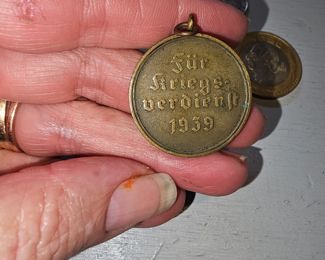 Für
Kriegs-
verdienst
1939